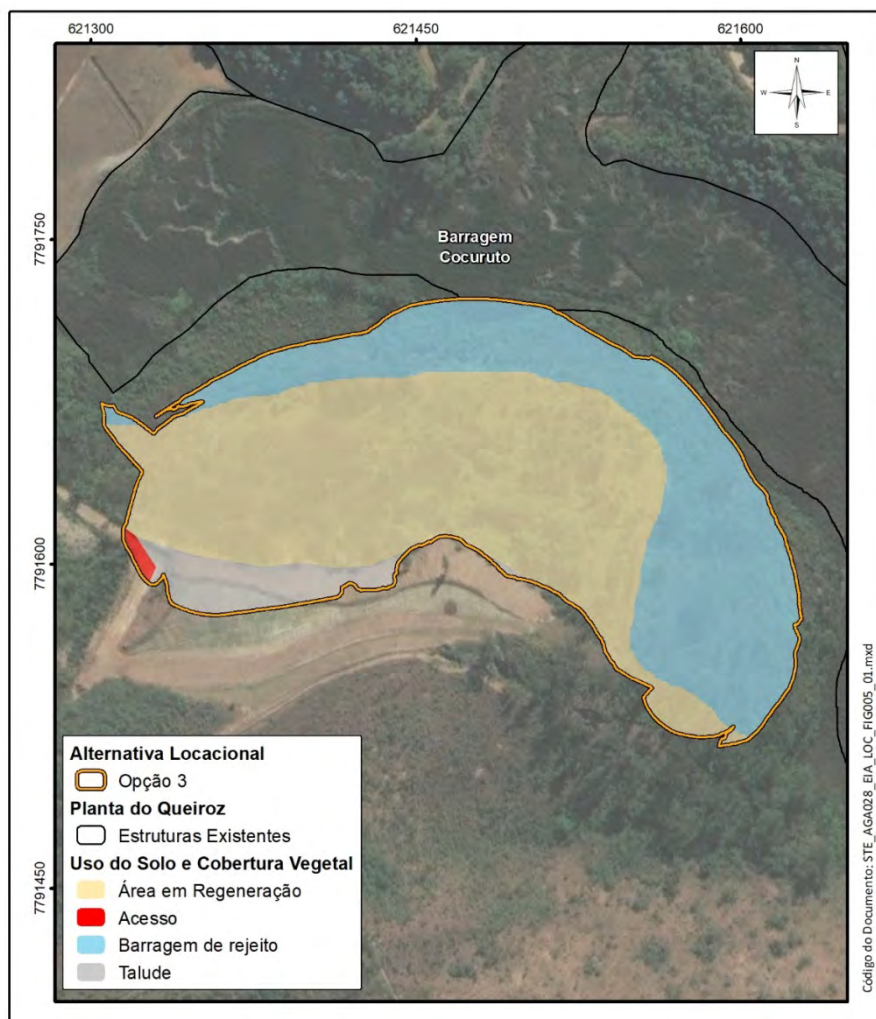 621300
621450
621600
N
W
E
S
7791750
Barragem
Cocuruto
7791600
7791450
Alternativa Locacional
Opção 3
Planta do Queiroz
Estruturas Existentes
Uso do Solo e Cobertura Vegetal
Área em Regeneração
Acesso
Barragem de rejeito
Talude
Código do Documento: STE_AGA028_EIA_LOC_FIG005_01.mxd